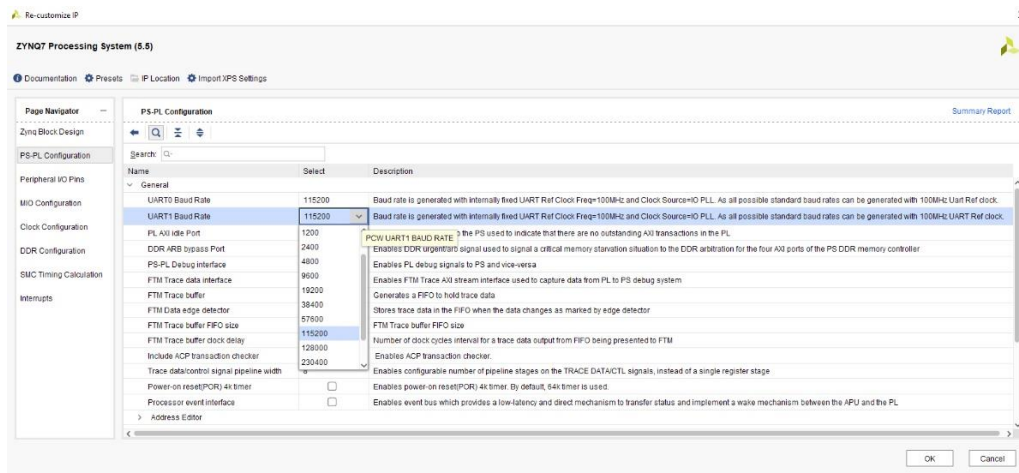 Re-customize IP
ZYNQ7 Processing System (5.5)
Documentation Presets IP Location Import XPS Settings
Page Navigator
PS-PL Configuration
Summary Report
Zynq Block Design
PS-PL Configuration
Peripheral I/O Pins
MIO Configuration
Clock Configuration
DDR Configuration
SMC Timing Calculation
Interrupts
Search:
Name Select Description
General
UART0 Baud Rate 115200 Baud rate is generated with internally fixed UART Ref Clock Freq=100MHz and Clock Source=IO PLL. As all possible standard baud rates can be generated with 100MHz Uart Ref clock.
UART1 Baud Rate 115200 Baud rate is generated with internally fixed UART Ref Clock Freq=100MHz and Clock Source=IO PLL. As all possible standard baud rates can be generated with 100MHz UART Ref clock.
PL AXI idle Port the PS used to indicate that there are no outstanding AXI transactions in the PL
DDR ARB bypass Port Enables DDR urgent/arb signal used to signal a critical memory starvation situation to the DDR arbitration for the four AXI ports of the PS DDR memory controller
PS-PL Debug interface Enables PL debug signals to PS and vice-versa
FTM Trace data interface Enables FTM Trace AXI stream interface used to capture data from PL to PS debug system
FTM Trace buffer Generates a FIFO to hold trace data
FTM Data edge detector Stores trace data in the FIFO when the data changes as marked by edge detector
FTM Trace buffer FIFO size FTM Trace buffer FIFO size
FTM Trace buffer clock delay Number of clock cycles interval for a trace data output from FIFO being presented to FTM
Include ACP transaction checker Enables ACP transaction checker.
Trace data/control signal pipeline width Enables configurable number of pipeline stages on the TRACE DATA/CTL signals, instead of a single register stage
Power-on reset(POR) 4k timer Enables power-on reset(POR) 4k timer. By default, 64k timer is used.
Processor event interface Enables event bus which provides a low-latency and direct mechanism to transfer status and implement a wake mechanism between the APU and the PL
Address Editor
1200
2400
4800
9600
19200
38400
57600
115200
128000
230400
PCW UART1 BAUD RATE
OK Cancel